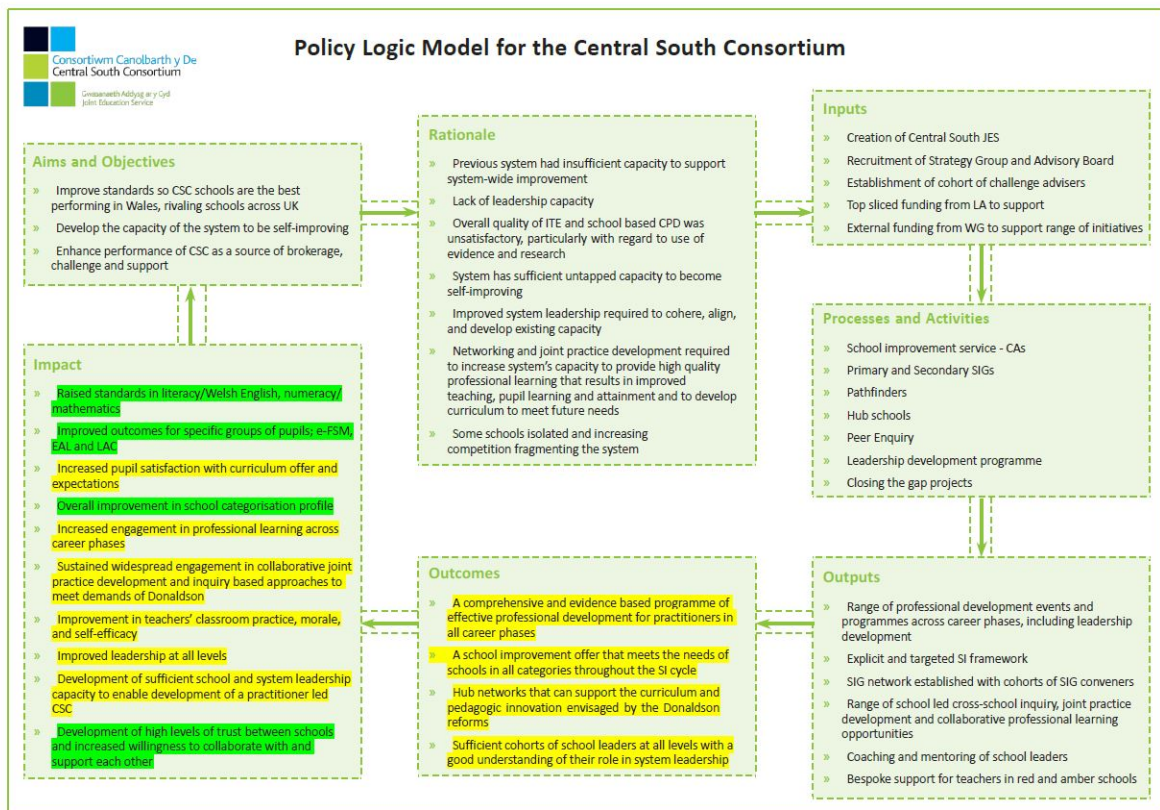 Policy Logic Model for the Central South Consortium
Consortiwm Canolbarth y De
Central South Consortium
Gwasanaeth Addysg ar y Cyd
Joint Education Service
Aims and Objectives
» Improve standards so CSC schools are the best
performing in Wales, rivaling schools across UK
» Develop the capacity of the system to be self-improving
» Enhance performance of CSC as a source of brokerage,
challenge and support
Rationale
» Previous system had insufficient capacity to support
system-wide improvement
» Lack of leadership capacity
» Overall quality of ITE and school based CPD was
unsatisfactory, particularly with regard to use of
evidence and research
» System has sufficient untapped capacity to become
self-improving
» Improved system leadership required to cohere, align,
and develop existing capacity
» Networking and joint practice development required
to increase system's capacity to provide high quality
professional learning that results in improved
teaching, pupil learning and attainment and to develop
curriculum to meet future needs
» Some schools isolated and increasing
competition fragmenting the system
Inputs
» Creation of Central South JES
» Recruitment of Strategy Group and Advisory Board
» Establishment of cohort of challenge advisers
» Top sliced funding from LA to support
» External funding from WG to support range of initiatives
Processes and Activities
» School improvement service - CAs
» Primary and Secondary SIGs
» Pathfinders
» Hub schools
» Peer Enquiry
» Leadership development programme
» Closing the gap projects
Outputs
» Range of professional development events and
programmes across career phases, including leadership
development
» Explicit and targeted SI framework
» SIG network established with cohorts of SIG conveners
» Range of school led cross-school inquiry, joint practice
development and collaborative professional learning
opportunities
» Coaching and mentoring of school leaders
» Bespoke support for teachers in red and amber schools
Outcomes
» A comprehensive and evidence based programme of
effective professional development for practitioners in
all career phases
» A school improvement offer that meets the needs of
schools in all categories throughout the SI cycle
» Hub networks that can support the curriculum and
pedagogic innovation envisaged by the Donaldson
reforms
» Sufficient cohorts of school leaders at all levels with a
good understanding of their role in system leadership
Impact
» Raised standards in literacy/Welsh English, numeracy/
mathematics
» Improved outcomes for specific groups of pupils; e-FSM,
EAL and LAC
» Increased pupil satisfaction with curriculum offer and
expectations
» Overall improvement in school categorisation profile
» Increased engagement in professional learning across
career phases
» Sustained widespread engagement in collaborative joint
practice development and inquiry based approaches to
meet demands of Donaldson
» Improvement in teachers' classroom practice, morale,
and self-efficacy
» Improved leadership at all levels
» Development of sufficient school and system leadership
capacity to enable development of a practitioner led
CSC
» Development of high levels of trust between schools
and increased willingness to collaborate with and
support each other